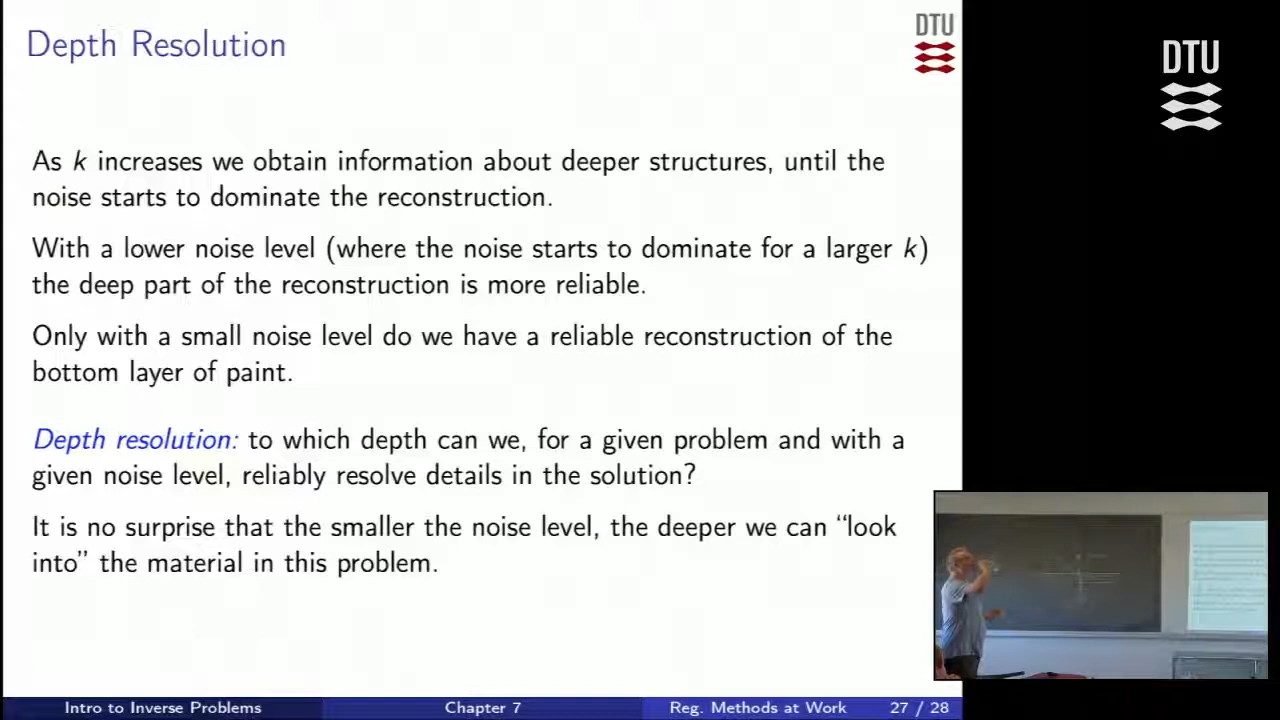 Depth Resolution
DTU
DTU
As k increases we obtain information about deeper structures, until the
noise starts to dominate the reconstruction.
With a lower noise level (where the noise starts to dominate for a larger k)
the deep part of the reconstruction is more reliable.
Only with a small noise level do we have a reliable reconstruction of the
bottom layer of paint.
Depth resolution: to which depth can we, for a given problem and with a
given noise level, reliably resolve details in the solution?
It is no surprise that the smaller the noise level, the deeper we can “look
into” the material in this problem.
Intro to Inverse Problems
Chapter 7
Reg. Methods at Work
27 / 28